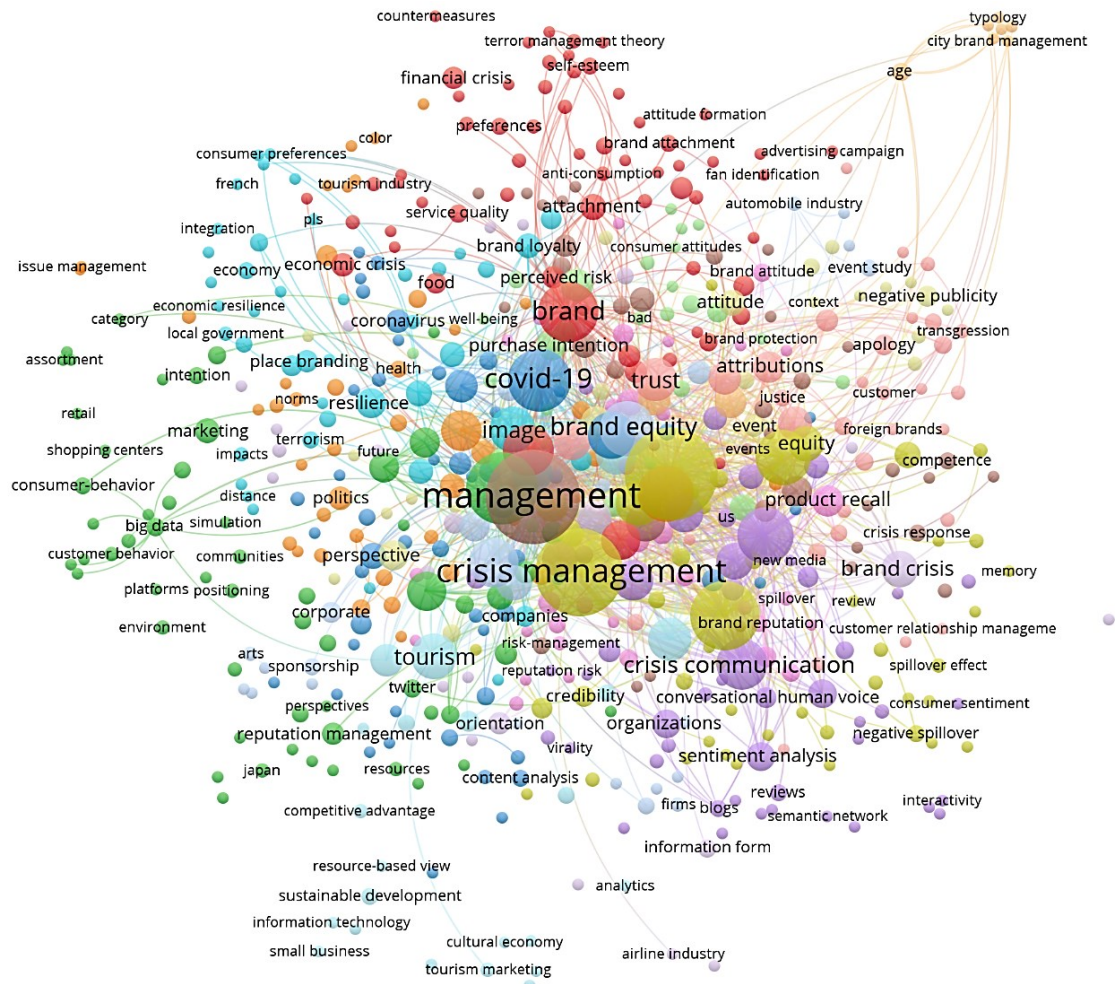 countermeasures
typology
terror management theory
city brand management
self-esteem
age
financial crisis
attitude formation
preferences
color
brand attachment
consumer preferences
advertising campaign
anti-consumption
fan identification
french
tourism industry
automobile industry
attachment
service quality
pls
integration
brand loyalty
consumer attitudes
issue management
economy
economic crisis
perceived risk
brand attitude
event study
food
economic resilience
brand
attitude
context
negative publicity
category
coronavirus
well-being
bad
local government
brand protection
transgression
purchase intention
apology
assortment
place branding
health
intention
covid-19
trust
attributions
justice
customer
norms
resilience
retail
marketing
image
brand equity
event
foreign brands
terrorism
shopping centers
impacts
future
events
equity
competence
consumer-behavior
distance
politics
management
product recall
big data
simulation
us
crisis response
customer behavior
communities
perspective
new media
brand crisis
memory
crisis management
platforms
positioning
spillover
review
corporate
companies
environment
brand reputation
customer relationship manageme
risk-management
arts
sponsorship
tourism
reputation risk
crisis communication
spillover effect
twitter
credibility
conversational human voice
consumer sentiment
perspectives
orientation
organizations
reputation management
virality
negative spillover
sentiment analysis
japan
resources
content analysis
reviews
interactivity
competitive advantage
firms
blogs
semantic network
information form
resource-based view
analytics
sustainable development
information technology
cultural economy
small business
airline industry
tourism marketing